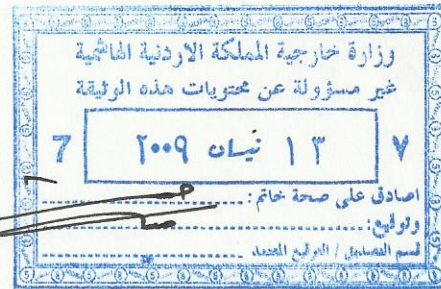 وزارة خارجية المملكة الاردنية الهاشمية
غير مسؤولة عن محتويات هذه الوثيقة
٧ ١٣ نيسان ٢٠٠٩ 7
اصادق على صحة خاتم :
وتوقيع :
قسم التصديق / التوقيع المعتمد